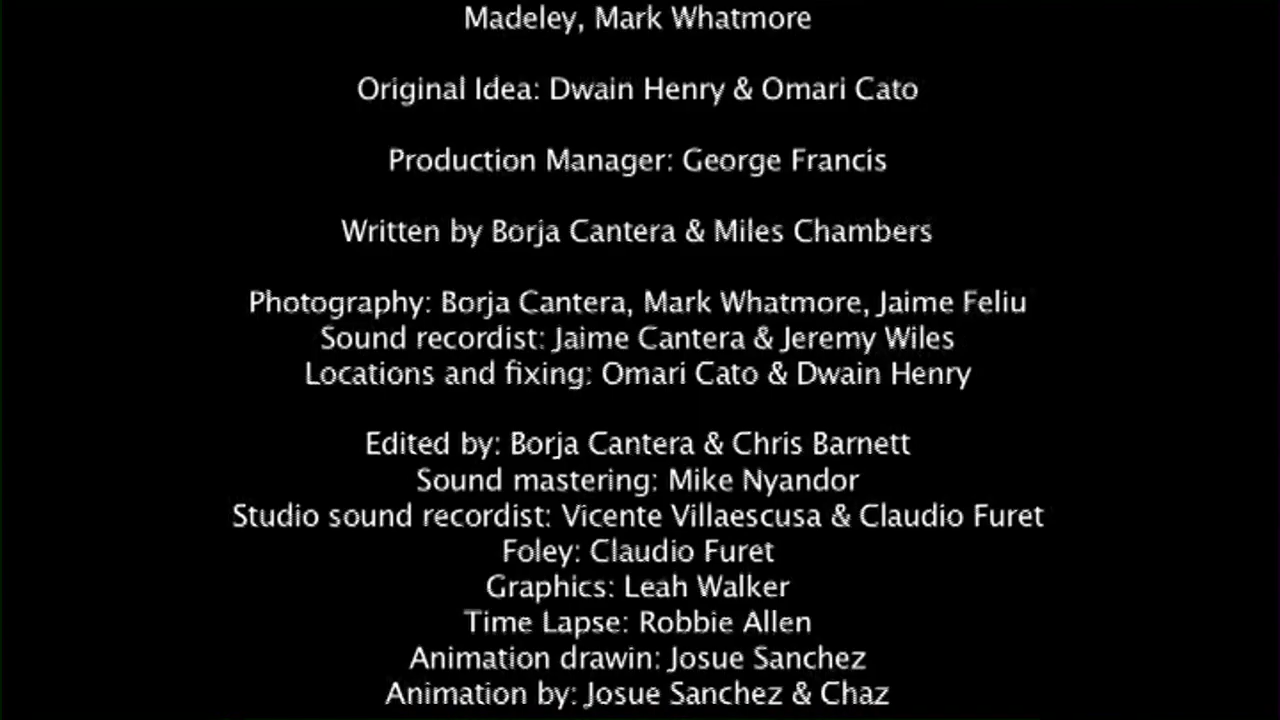 Madeley, Mark Whatmore
Original Idea: Dwain Henry & Omari Cato
Production Manager: George Francis
Written by Borja Cantera & Miles Chambers
Photography: Borja Cantera, Mark Whatmore, Jaime Feliu
Sound recordist: Jaime Cantera & Jeremy Wiles
Locations and fixing: Omari Cato & Dwain Henry
Edited by: Borja Cantera & Chris Barnett
Sound mastering: Mike Nyandor
Studio sound recordist: Vicente Villaescusa & Claudio Furet
Foley: Claudio Furet
Graphics: Leah Walker
Time Lapse: Robbie Allen
Animation drawin: Josue Sanchez
Animation by: Josue Sanchez & Chaz